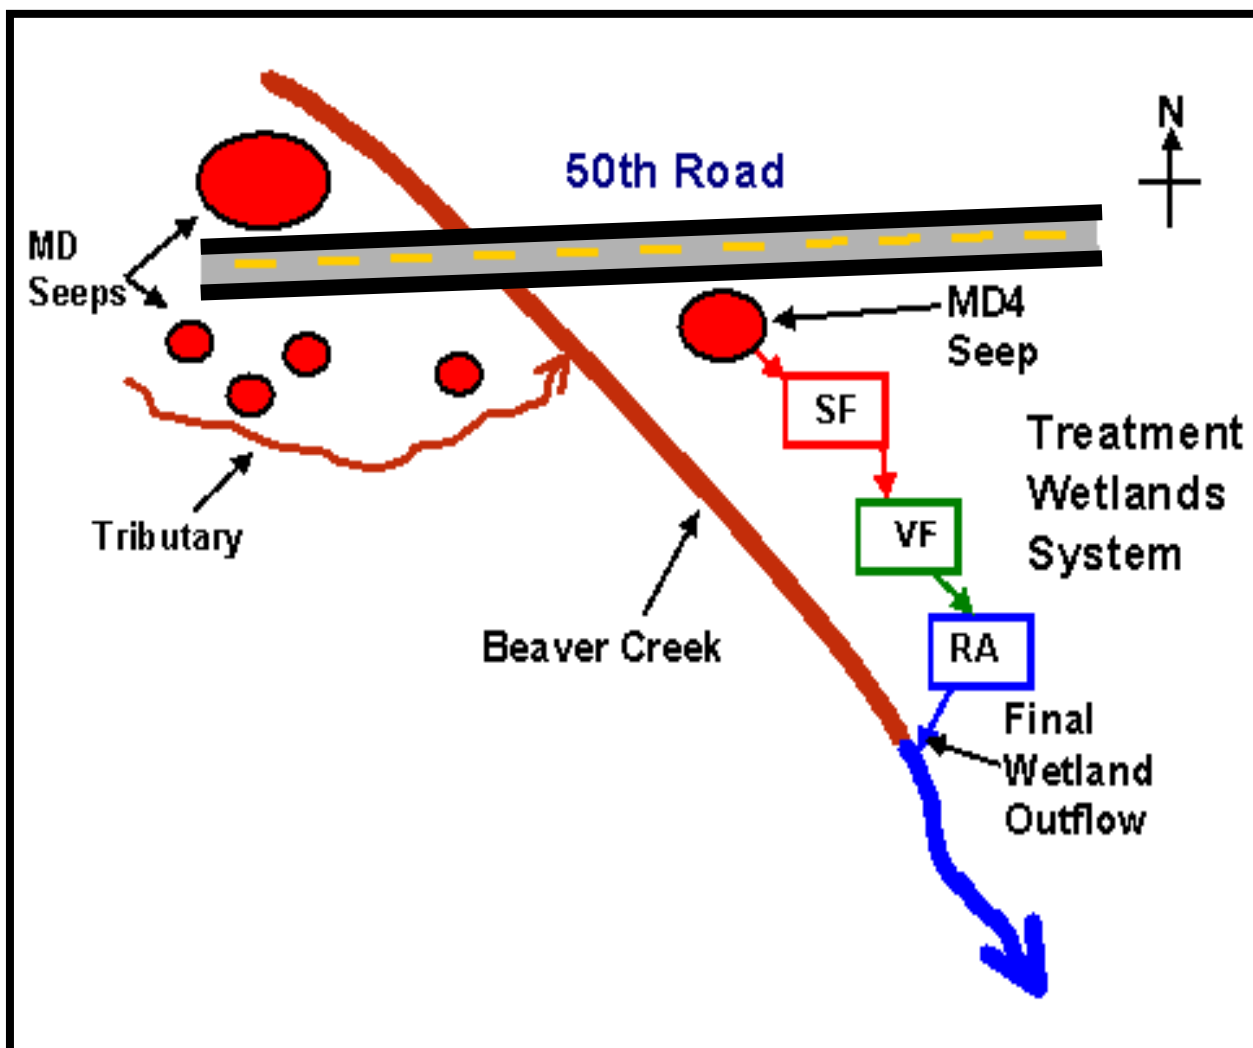 N
50th Road
MD
Seeps
MD4
Seep
SF
Treatment
Wetlands
System
VF
Tributary
Beaver Creek
RA
Final
Wetland
Outflow